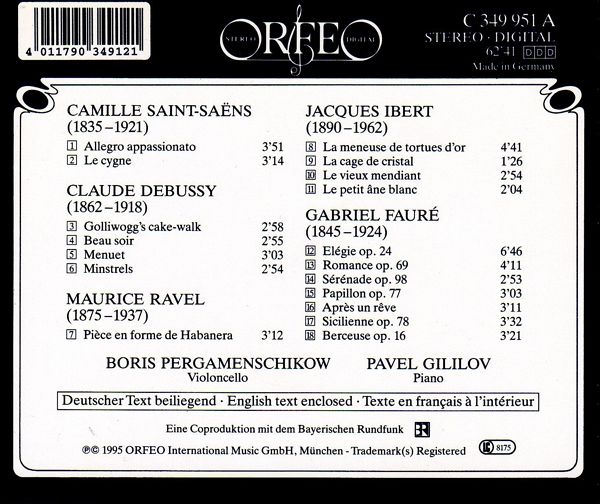 4 011790 349121
ORFEO
STEREO DIGITAL
C 349 951 A
STEREO · DIGITAL
62'41 DDD
Made in Germany
CAMILLE SAINT-SAËNS
(1835–1921)
1 Allegro appassionato 3'51
2 Le cygne 3'14
CLAUDE DEBUSSY
(1862–1918)
3 Golliwogg's cake-walk 2'58
4 Beau soir 2'55
5 Menuet 3'03
6 Minstrels 2'54
MAURICE RAVEL
(1875–1937)
7 Pièce en forme de Habanera 3'12
JACQUES IBERT
(1890–1962)
8 La meneuse de tortues d'or 4'41
9 La cage de cristal 1'26
10 Le vieux mendiant 2'54
11 Le petit âne blanc 2'04
GABRIEL FAURÉ
(1845–1924)
12 Elégie op. 24 6'46
13 Romance op. 69 4'11
14 Sérénade op. 98 2'53
15 Papillon op. 77 3'03
16 Après un rêve 3'11
17 Sicilienne op. 78 3'32
18 Berceuse op. 16 3'21
BORIS PERGAMENSCHIKOW PAVEL GILILOV
Violoncello Piano
Deutscher Text beiliegend · English text enclosed · Texte en français à l'intérieur
Eine Coproduktion mit dem Bayerischen Rundfunk BR
℗© 1995 ORFEO International Music GmbH, München · Trademark(s) Registered
LC 8175